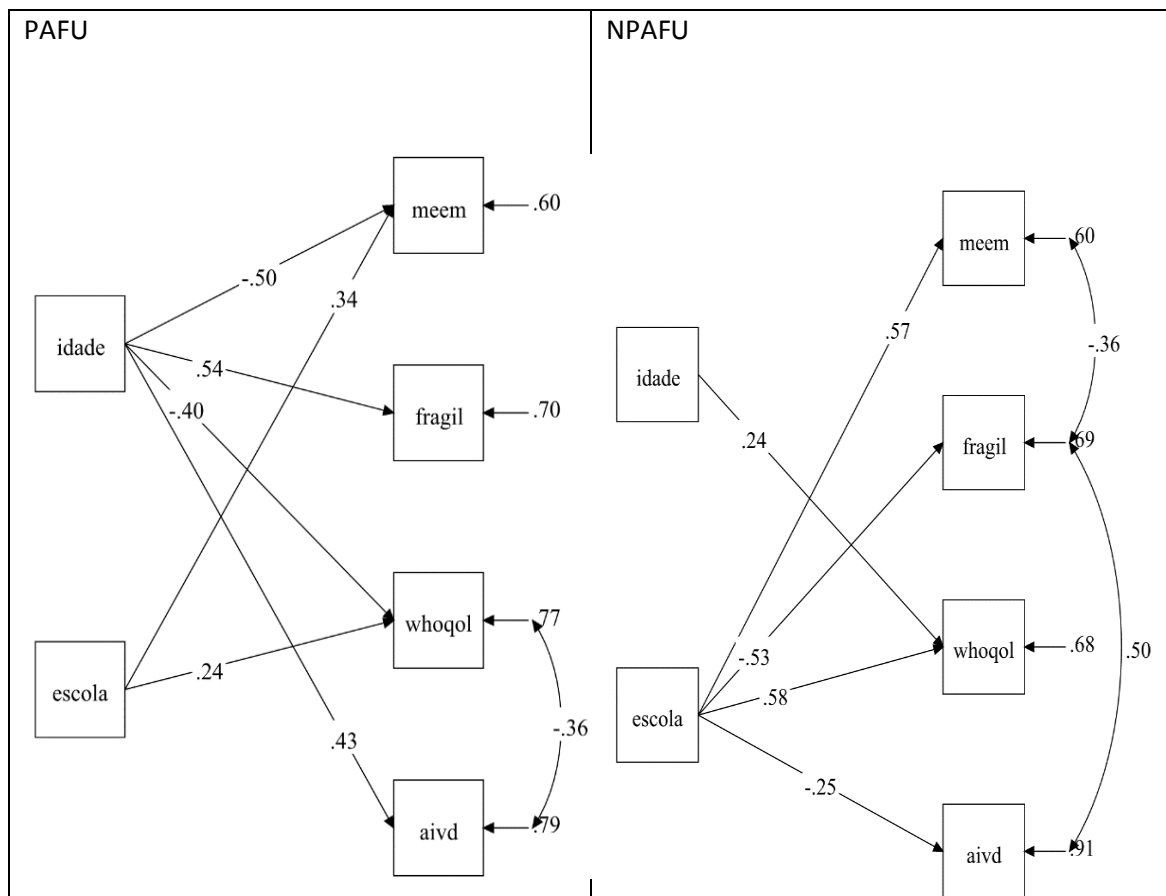 PAFU
meem
.60
-.50
.34
idade
.54
fragil
.70
-.40
whoqol
.77
.24
escola
-.36
.43
aivd
.79
NPAFU
meem
.60
.57
-.36
idade
fragil
.69
.24
-.53
whoqol
.68
.50
.58
escola
-.25
aivd
.91